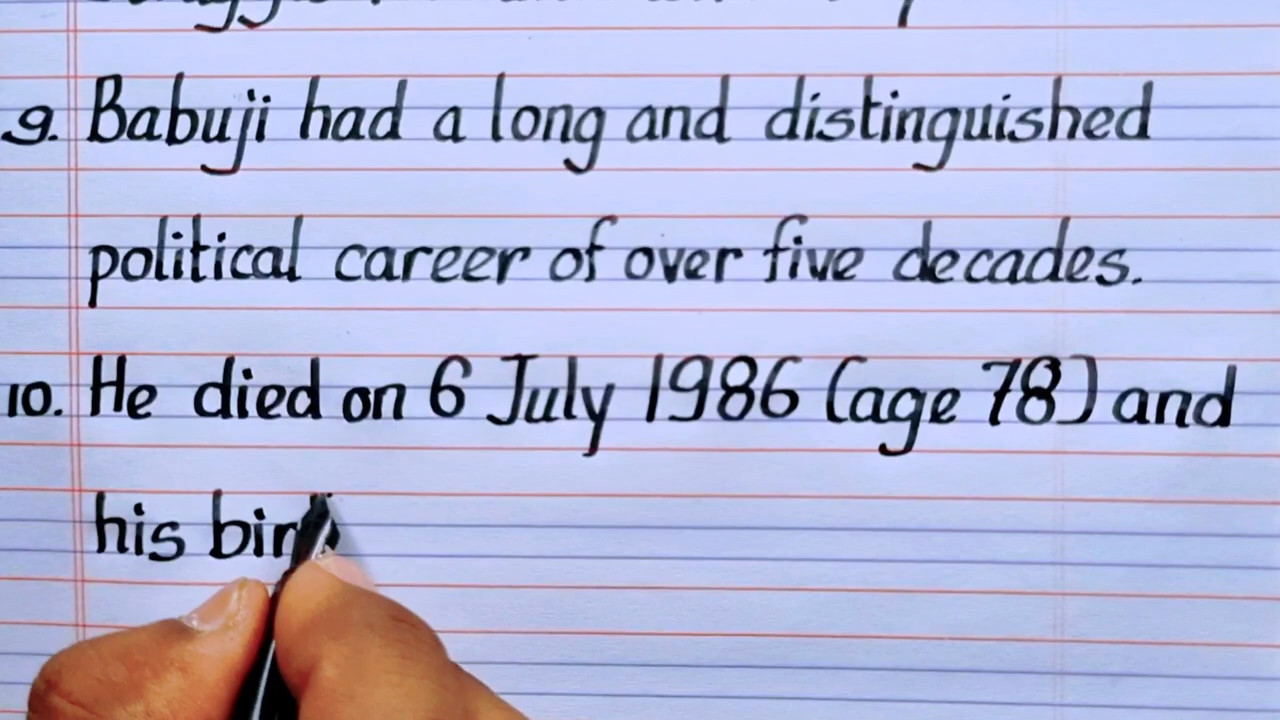 9. Babuji had a long and distinguished
political career of over five decades.
10. He died on 6 July 1986 (age 78) and
his